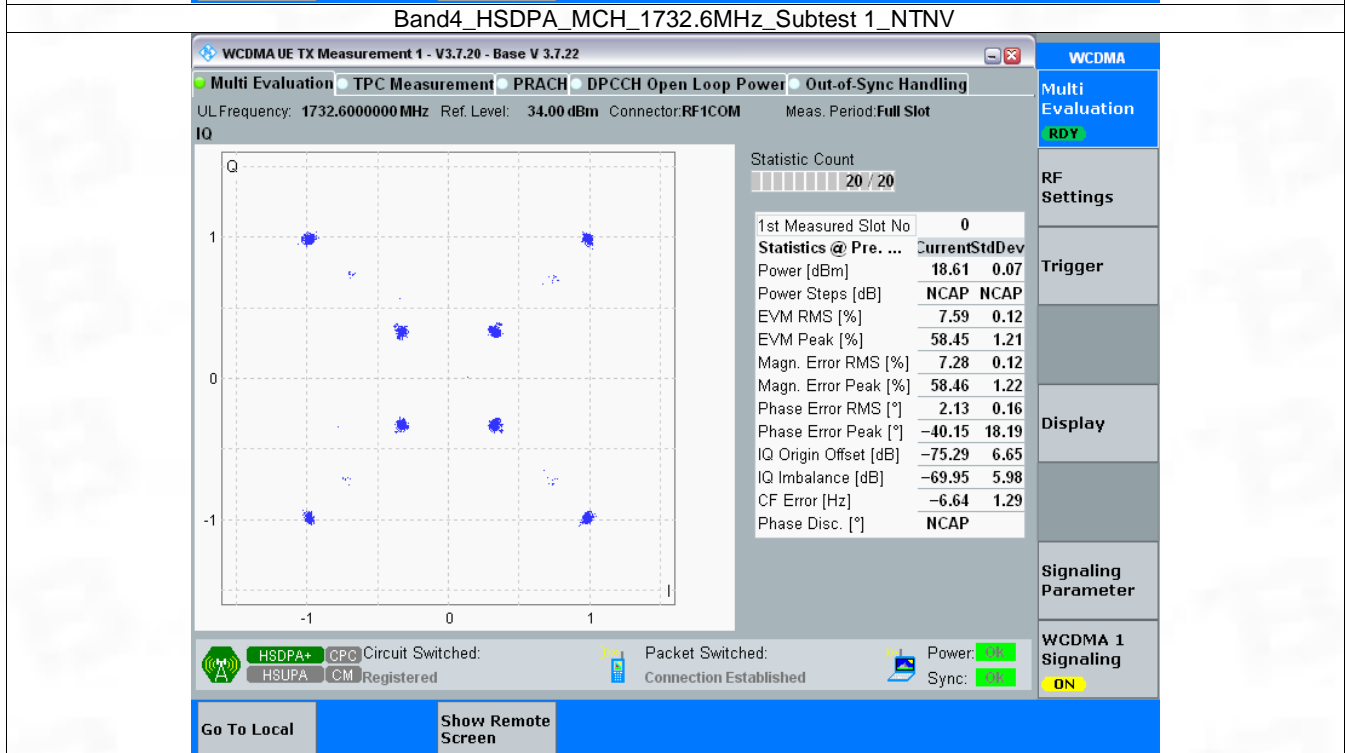 Band4_HSDPA_MCH_1732.6MHz_Subtest 1_NTNV
WCDMA UE TX Measurement 1 - V3.7.20 - Base V 3.7.22
WCDMA
Multi Evaluation TPC Measurement PRACH DPCCH Open Loop Power Out-of-Sync Handling
Multi
Evaluation
RDY
UL Frequency: 1732.6000000 MHz Ref. Level: 34.00 dBm Connector:RF1COM Meas. Period:Full Slot
IQ
Q
1
0
-1
-1 0 1
I
Statistic Count
20 / 20
1st Measured Slot No 0
Statistics @ Pre. ... Current StdDev
Power [dBm] 18.61 0.07
Power Steps [dB] NCAP NCAP
EVM RMS [%] 7.59 0.12
EVM Peak [%] 58.45 1.21
Magn. Error RMS [%] 7.28 0.12
Magn. Error Peak [%] 58.46 1.22
Phase Error RMS [°] 2.13 0.16
Phase Error Peak [°] −40.15 18.19
IQ Origin Offset [dB] −75.29 6.65
IQ Imbalance [dB] −69.95 5.98
CF Error [Hz] −6.64 1.29
Phase Disc. [°] NCAP
RF
Settings
Trigger
Display
Signaling
Parameter
WCDMA 1
Signaling
ON
HSDPA+ CPC Circuit Switched: Packet Switched: Power: OK
HSUPA CM Registered Connection Established Sync: OK
Go To Local
Show Remote
Screen